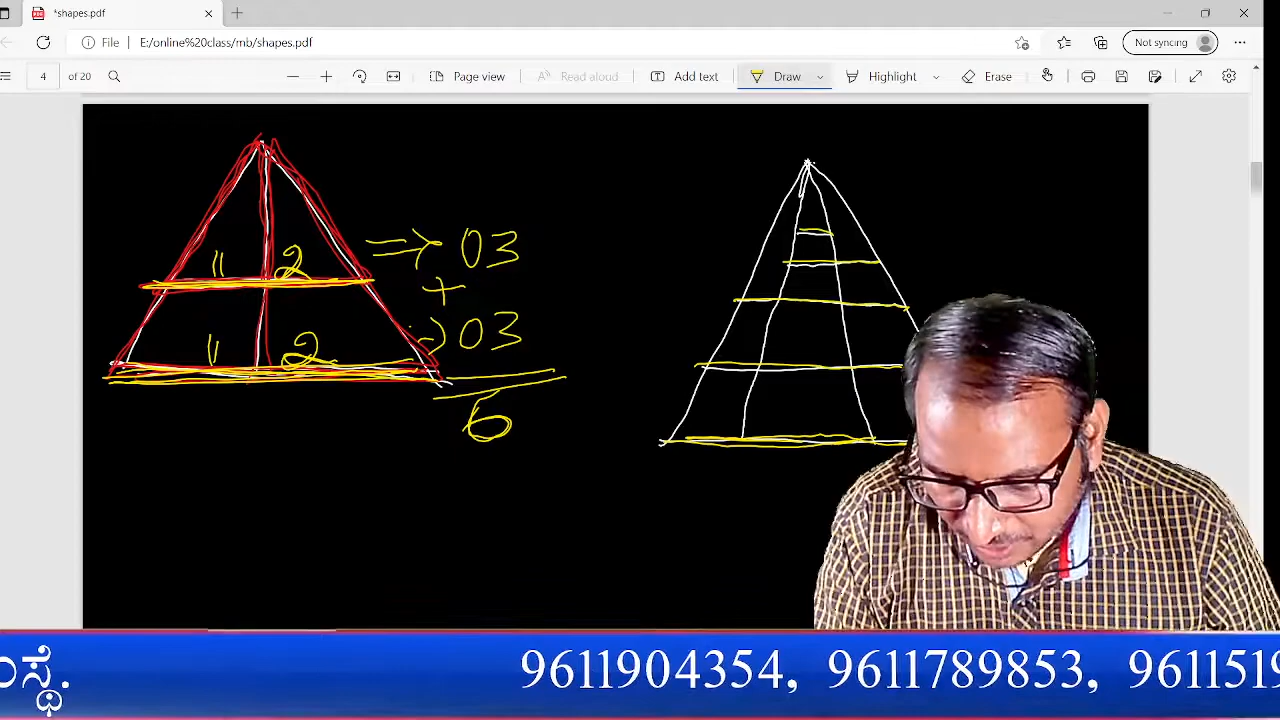 *shapes.pdf
File E:/online%20class/mb/shapes.pdf Not syncing
4 of 20 Page view Read aloud Add text Draw Highlight Erase
1 2 => 03
+
1 2 => 03
6
9611904354, 9611789853,